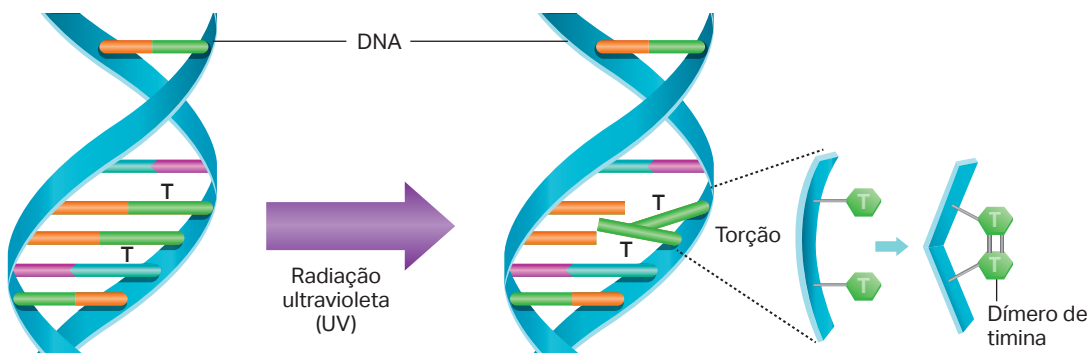 DNA
T
T
Radiação
ultravioleta
(UV)
T
T
Torção
T
T
T
T
Dímero de
timina